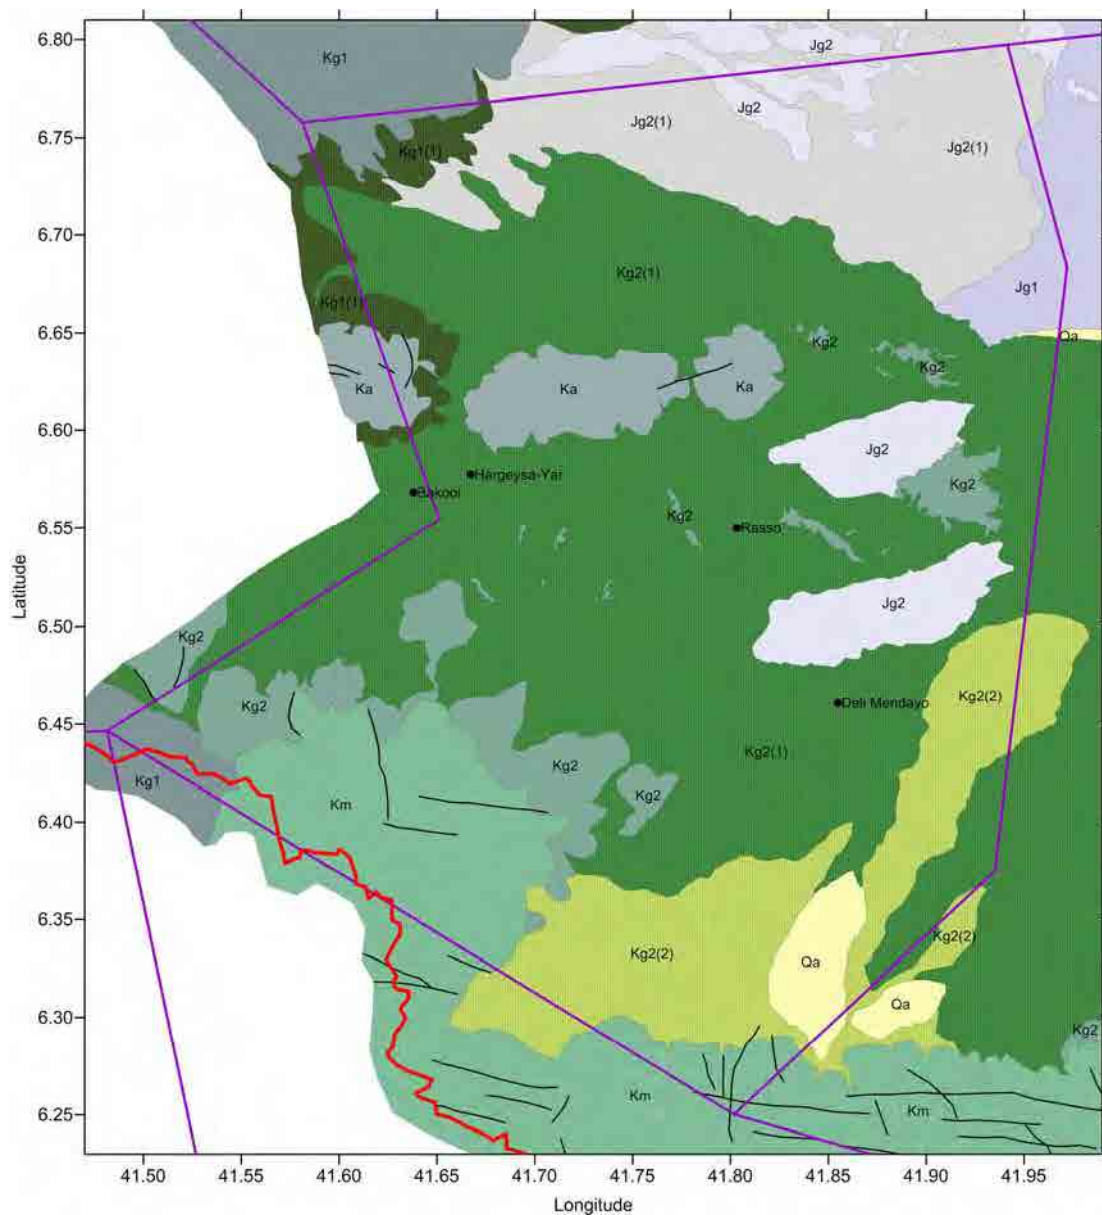 6.80
Kg1
Jg2
Jg2
6.75
Jg2(1)
Kg1(1)
Jg2(1)
6.70
Kg2(1)
Jg1
Kg1(1)
6.65
Qa
Kg2
Kg2
Ka
Ka
Ka
6.60
Jg2
Hargeysa-Yar
Kg2
Bakooi
Kg2
6.55
Rasso
Jg2
6.50
Kg2
Kg2
Deli Mendayo
Kg2(2)
6.45
Kg2(1)
Kg1
Kg2
Kg2
Km
6.40
Kg2(2)
6.35
Kg2(2)
Qa
Qa
6.30
Kg2
Km
Km
6.25
41.50 41.55 41.60 41.65 41.70 41.75 41.80 41.85 41.90 41.95
Longitude
Latitude